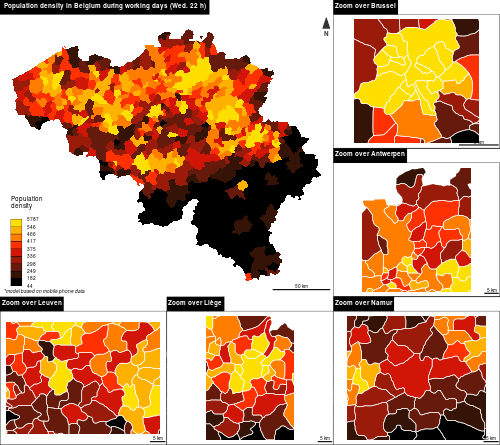 Population density in Belgium during working days (Wed. 22 h)
N
Population
density
5787
546
466
417
375
336
298
249
182
44
*model based on mobile phone data
50 km
Zoom over Brussel
Zoom over Antwerpen
5 km
Zoom over Leuven
5 km
Zoom over Liège
5 km
Zoom over Namur
5 km